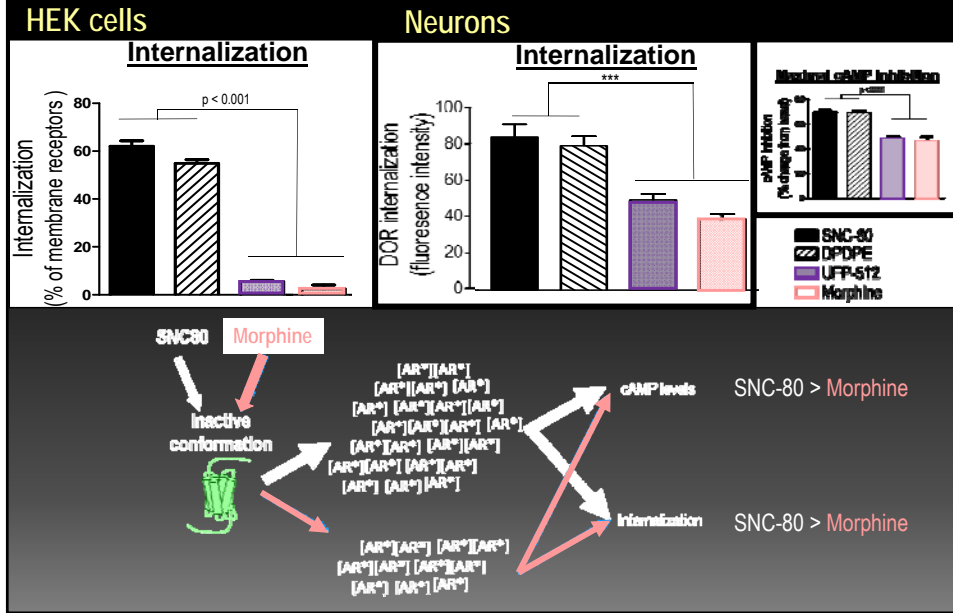 HEK cells
Internalization
p < 0.001
80
60
40
20
0
Internalization
(% of membrane receptors )
Neurons
Internalization
***
100
80
60
40
20
0
DOR internalization
(fluoresence intensity)
cAMP inhibition
SNC-80
DPDPE
UFP-512
Morphine
SNC80
Morphine
Inactive
conformation
[AR*][AR*]
[AR*][AR*] [AR*]
[AR*] [AR*][AR*][AR*]
[AR*][AR*][AR*] [AR*]
[AR*][AR*] [AR*][AR*]
[AR*][AR*] [AR*][AR*]
[AR*] [AR*][AR*]
[AR*][AR*] [AR*][AR*]
[AR*][AR*] [AR*][AR*]
[AR*] [AR*] [AR*]
cAMP levels
SNC-80 > Morphine
Internalization
SNC-80 > Morphine